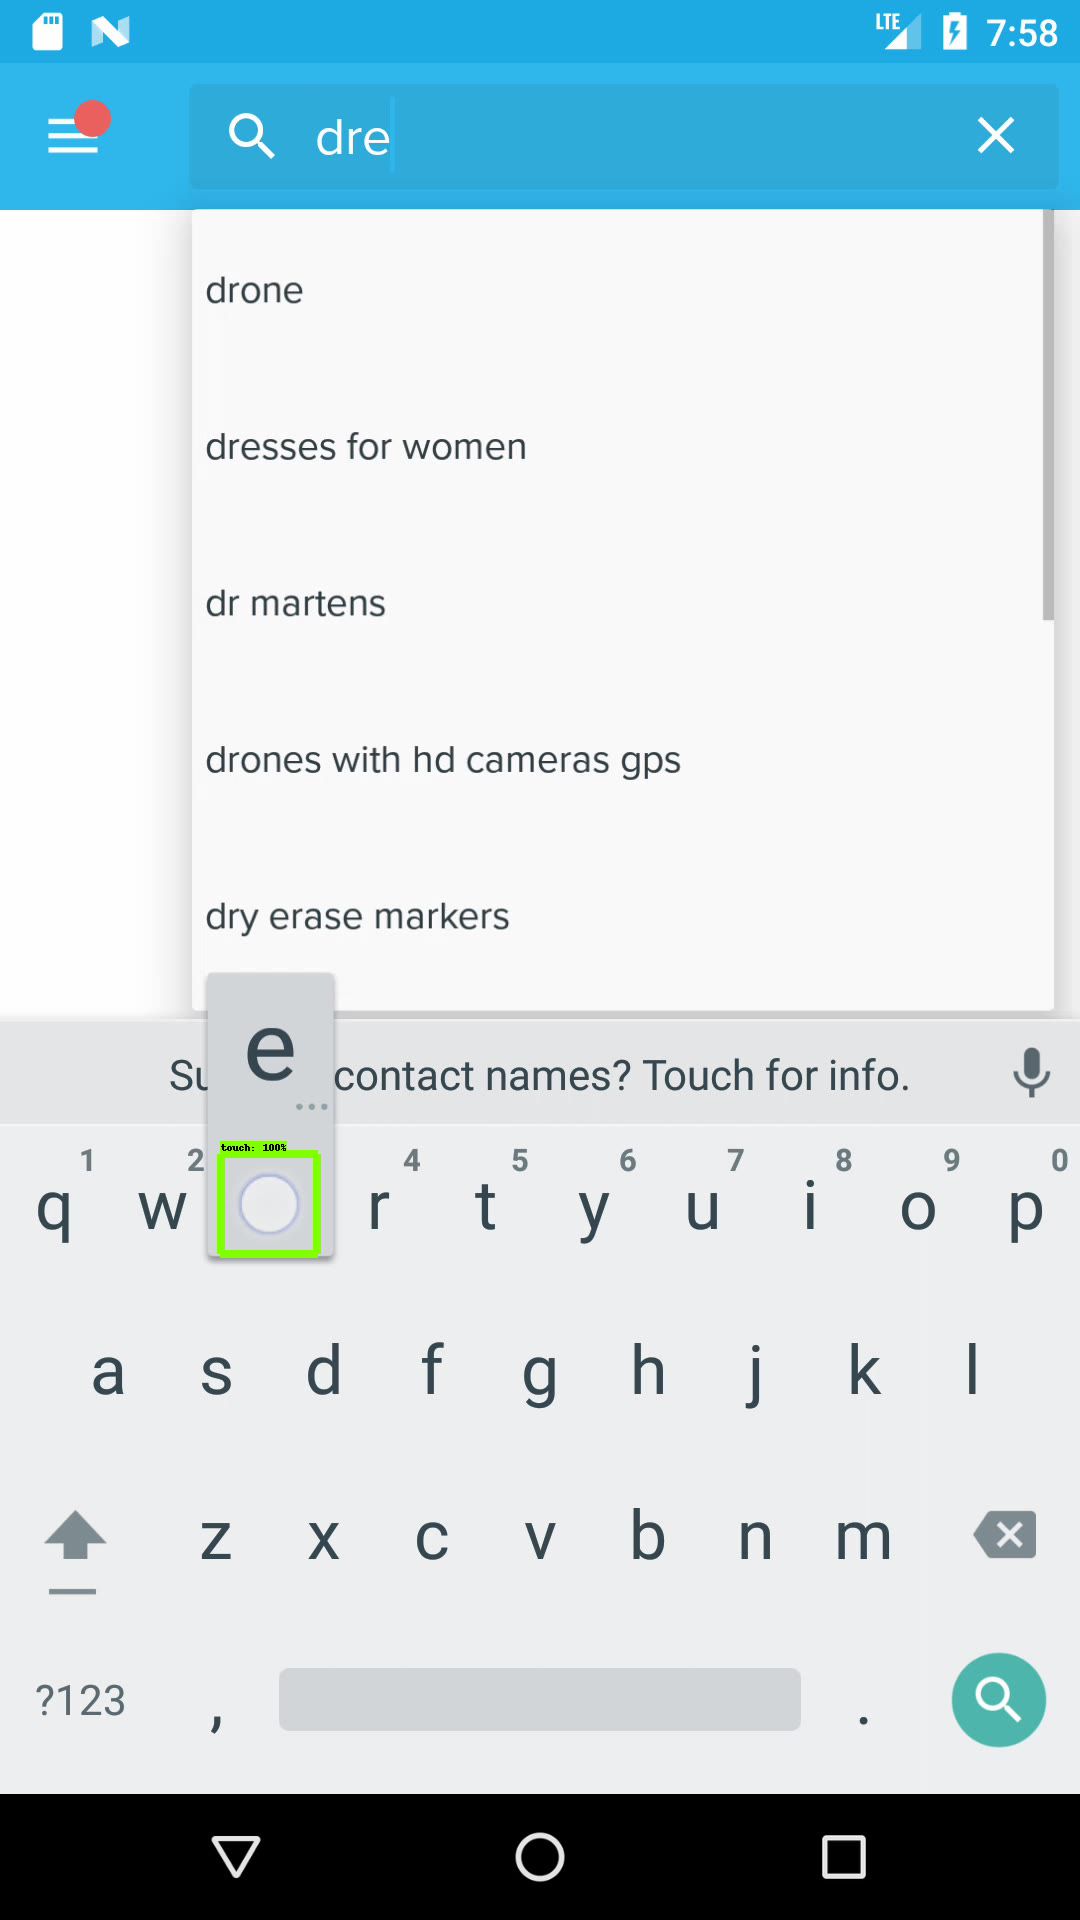 LTE 7:58
dre
drone
dresses for women
dr martens
drones with hd cameras gps
dry erase markers
e
Su contact names? Touch for info.
touch: 100%
1 2 4 5 6 7 8 9 0
q w r t y u i o p
a s d f g h j k l
z x c v b n m
?123 , .